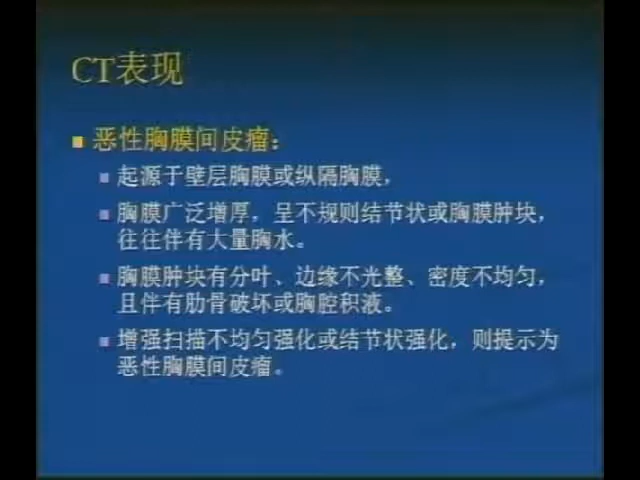 CT表现
恶性胸膜间皮瘤：
起源于壁层胸膜或纵隔胸膜，
胸膜广泛增厚，呈不规则结节状或胸膜肿块，
往往伴有大量胸水。
胸膜肿块有分叶、边缘不光整、密度不均匀，
且伴有肋骨破坏或胸腔积液。
增强扫描不均匀强化或结节状强化，则提示为
恶性胸膜间皮瘤。